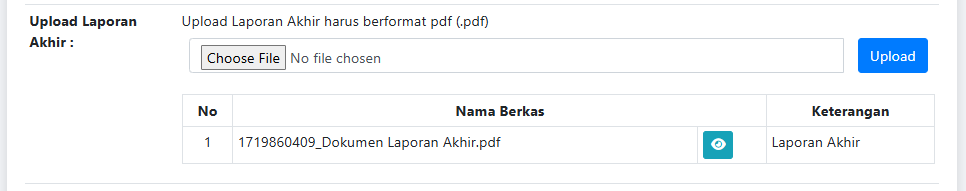 Upload Laporan Akhir :
Upload Laporan Akhir harus berformat pdf (.pdf)
Choose File No file chosen
Upload
No Nama Berkas Keterangan
1 1719860409_Dokumen Laporan Akhir.pdf Laporan Akhir